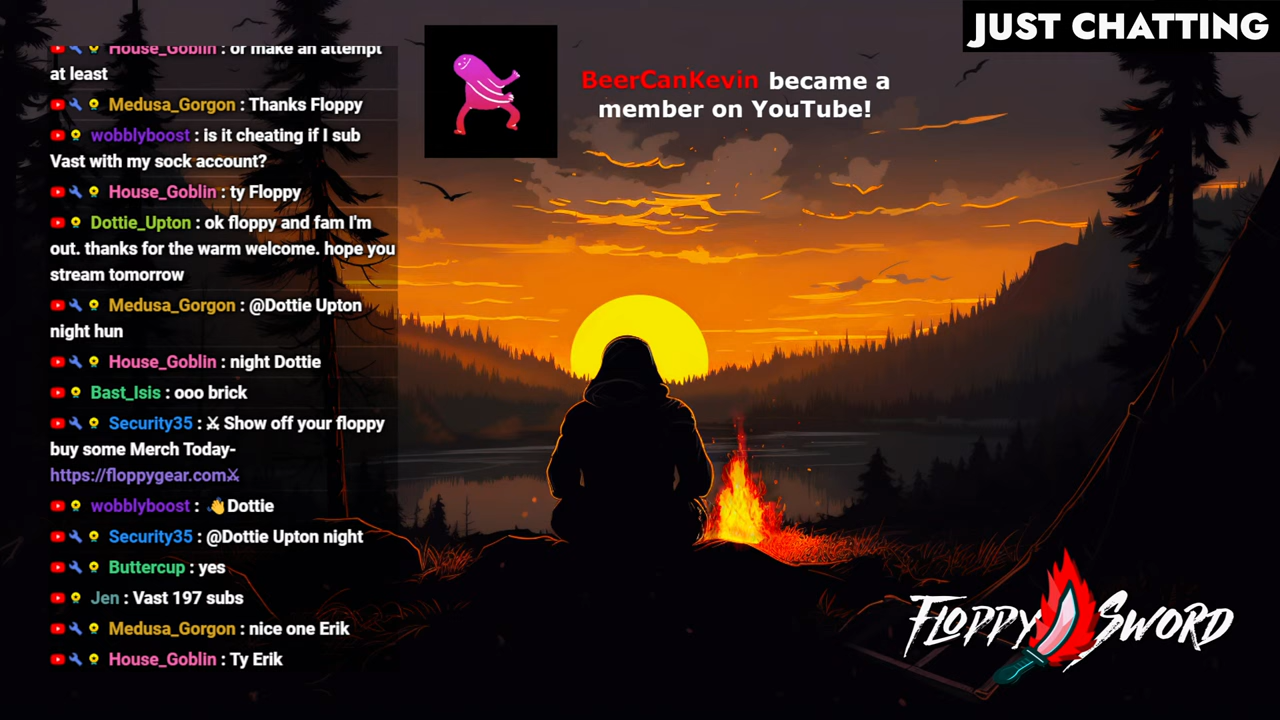 JUST CHATTING
House_Goblin : or make an attempt
at least
Medusa_Gorgon : Thanks Floppy
wobblyboost : is it cheating if I sub
Vast with my sock account?
House_Goblin : ty Floppy
Dottie_Upton : ok floppy and fam I'm
out. thanks for the warm welcome. hope you
stream tomorrow
Medusa_Gorgon : @Dottie Upton
night hun
House_Goblin : night Dottie
Bast_Isis : ooo brick
Security35 : ⚔ Show off your floppy
buy some Merch Today-
https://floppygear.com⚔
wobblyboost : 👋Dottie
Security35 : @Dottie Upton night
Buttercup : yes
Jen : Vast 197 subs
Medusa_Gorgon : nice one Erik
House_Goblin : Ty Erik
BeerCanKevin became a
member on YouTube!
FLOPPY SWORD